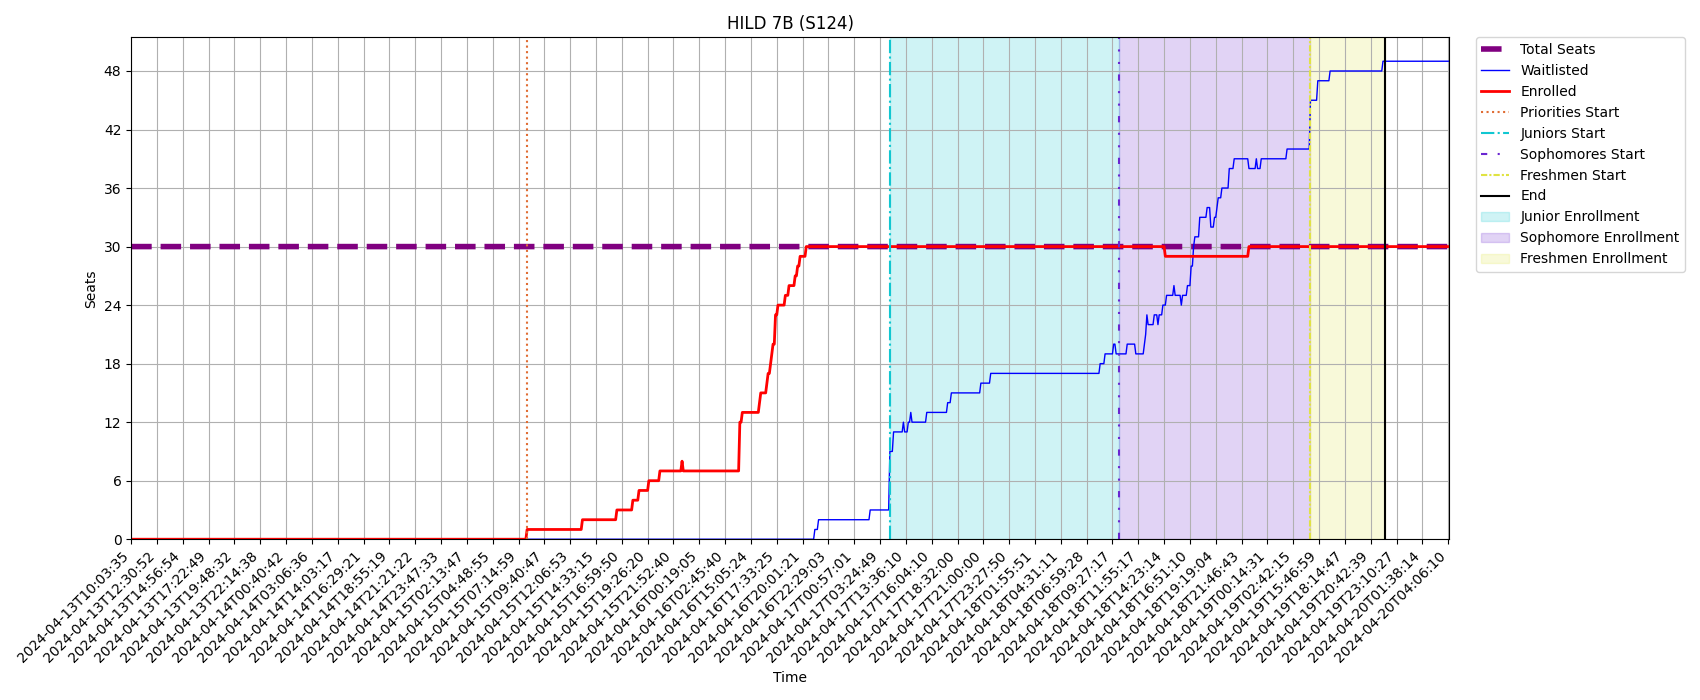 HILD 7B (S124)
Total Seats
Waitlisted
Enrolled
Priorities Start
Juniors Start
Sophomores Start
Freshmen Start
End
Junior Enrollment
Sophomore Enrollment
Freshmen Enrollment
Seats
48
42
36
30
24
18
12
6
0
2024-04-13T10:03:35
2024-04-13T12:30:52
2024-04-13T14:56:54
2024-04-13T17:22:49
2024-04-13T19:48:32
2024-04-13T22:14:38
2024-04-14T00:40:42
2024-04-14T03:06:36
2024-04-14T14:03:17
2024-04-14T16:29:21
2024-04-14T18:55:19
2024-04-14T21:21:22
2024-04-14T23:47:33
2024-04-15T02:13:47
2024-04-15T04:48:55
2024-04-15T07:14:59
2024-04-15T09:40:47
2024-04-15T12:06:53
2024-04-15T14:33:15
2024-04-15T16:59:50
2024-04-15T19:26:20
2024-04-15T21:52:40
2024-04-16T00:19:05
2024-04-16T02:45:40
2024-04-16T15:05:24
2024-04-16T17:33:25
2024-04-16T20:01:21
2024-04-16T22:29:03
2024-04-17T00:57:01
2024-04-17T03:24:49
2024-04-17T13:36:10
2024-04-17T16:04:10
2024-04-17T18:32:00
2024-04-17T21:00:00
2024-04-17T23:27:50
2024-04-18T01:55:51
2024-04-18T04:31:11
2024-04-18T06:59:28
2024-04-18T09:27:17
2024-04-18T11:55:17
2024-04-18T14:23:14
2024-04-18T16:51:10
2024-04-18T19:19:04
2024-04-18T21:46:43
2024-04-19T00:14:31
2024-04-19T02:42:15
2024-04-19T15:46:59
2024-04-19T18:14:47
2024-04-19T20:42:39
2024-04-19T23:10:27
2024-04-20T01:38:14
2024-04-20T04:06:10
Time